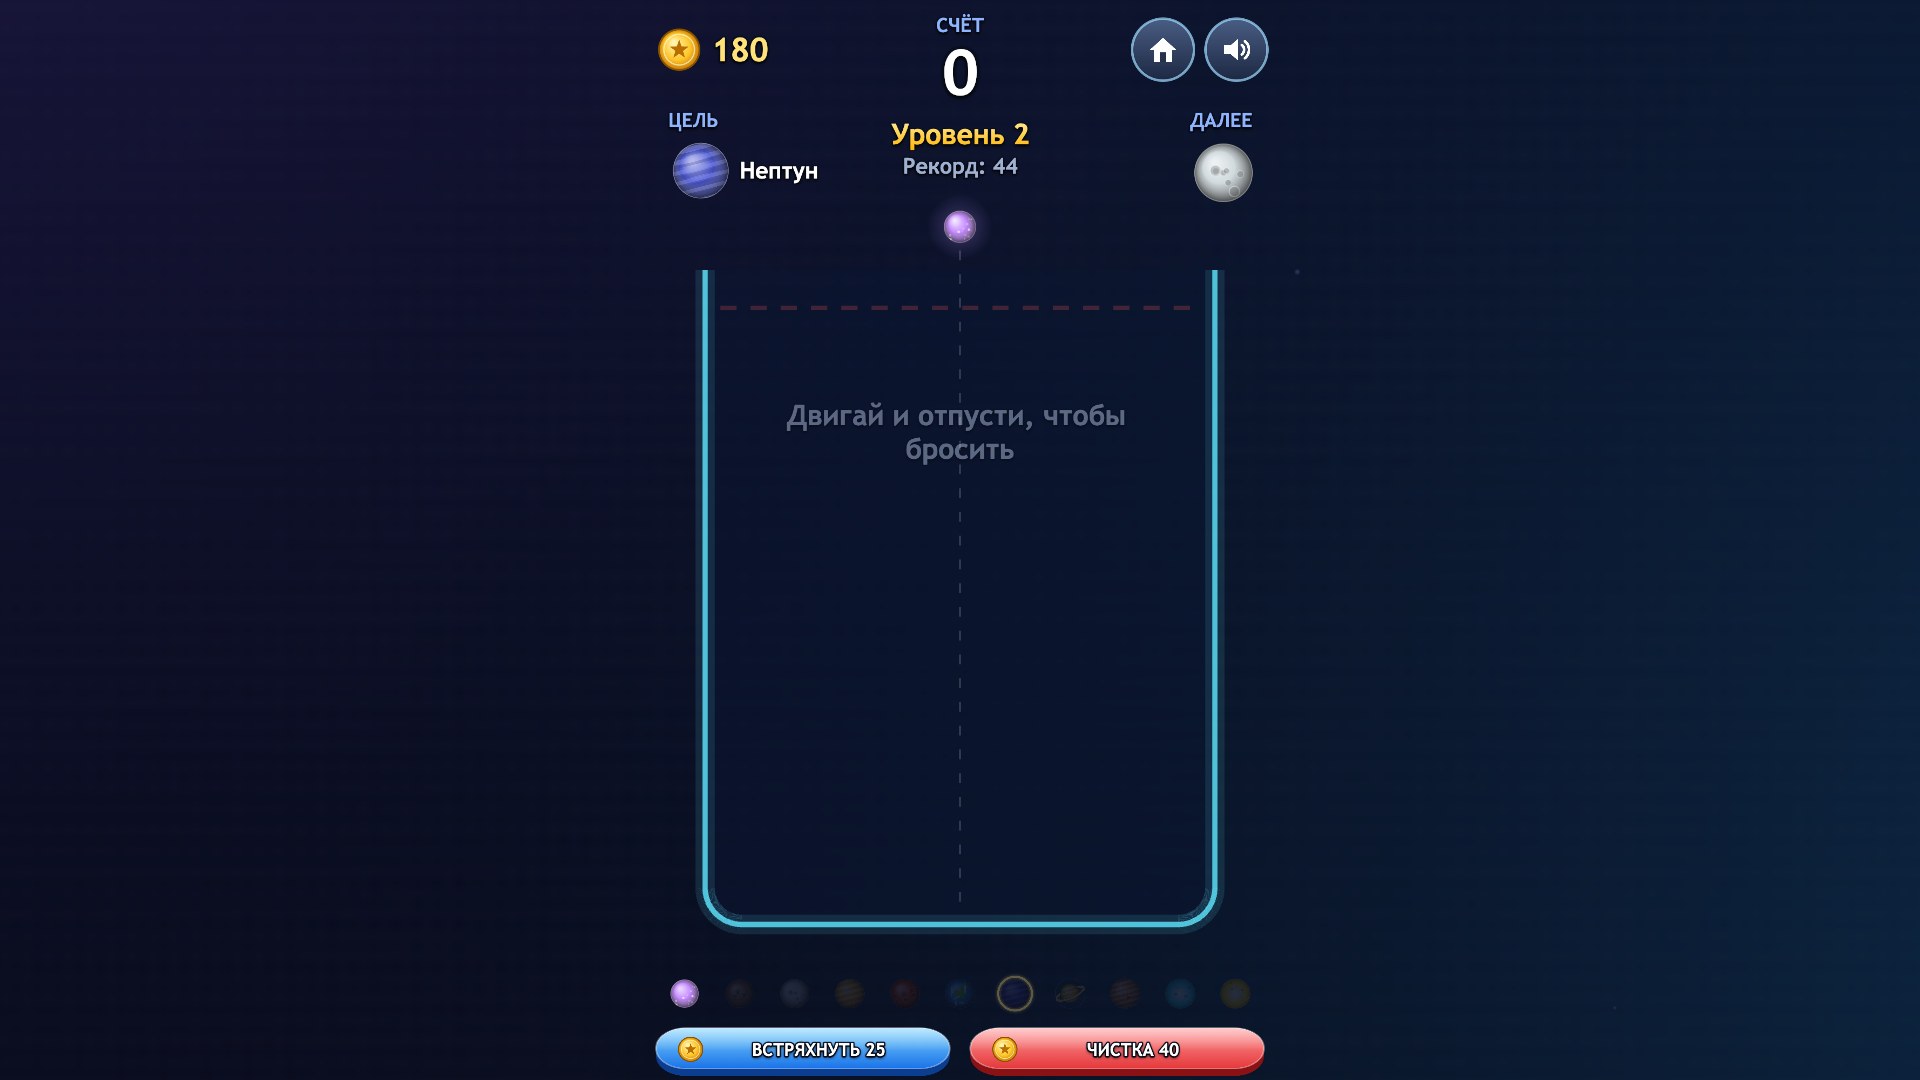 180
СЧЁТ
0
ЦЕЛЬ
Нептун
Уровень 2
Рекорд: 44
ДАЛЕЕ
Двигай и отпусти, чтобы
бросить
ВСТРЯХНУТЬ 25
ЧИСТКА 40